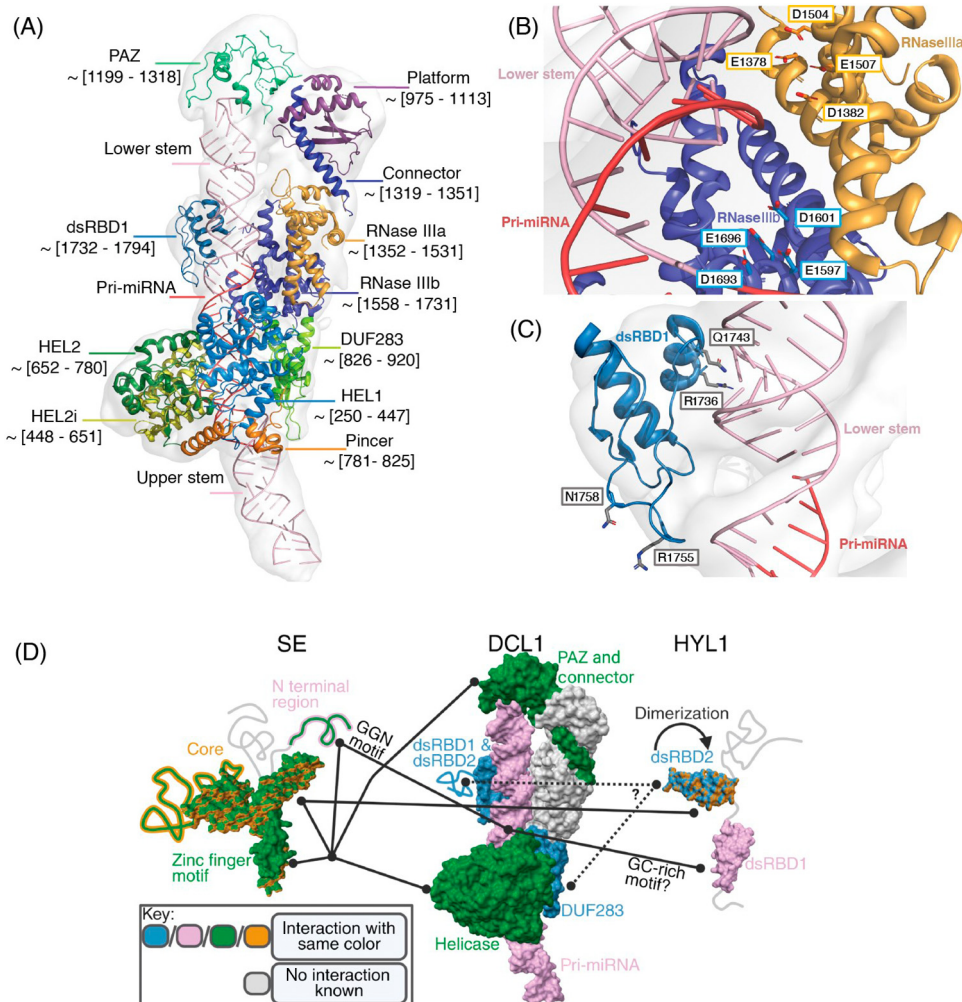 (A)
PAZ
~ [1199 - 1318]
Platform
~ [975 - 1113]
Lower stem
Connector
~ [1319 - 1351]
dsRBD1
~ [1732 - 1794]
RNase IIIa
~ [1352 - 1531]
Pri-miRNA
RNase IIIb
~ [1558 - 1731]
HEL2
~ [652 - 780]
DUF283
~ [826 - 920]
HEL2i
~ [448 - 651]
HEL1
~ [250 - 447]
Pincer
~ [781- 825]
Upper stem
(B)
D1504
RNaseIIIa
Lower stem
E1378
E1507
D1382
Pri-miRNA
RNaseIIIb
D1601
E1696
D1693
E1597
(C)
dsRBD1
Q1743
R1736
Lower stem
N1758
R1755
Pri-miRNA
(D)
SE
DCL1
HYL1
PAZ and
connector
N terminal
region
GGN
motif
Dimerization
Core
dsRBD1 &
dsRBD2
dsRBD2
?
Zinc finger
motif
GC-rich
motif?
dsRBD1
DUF283
Helicase
Pri-miRNA
Key:
Interaction with
same color
No interaction
known